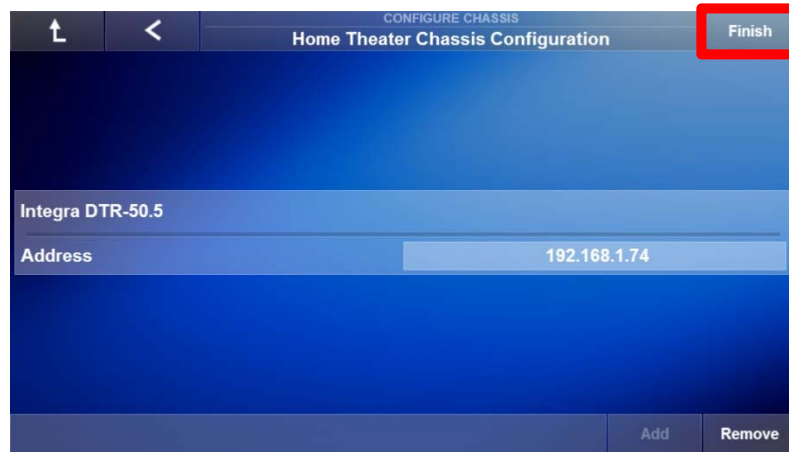 CONFIGURE CHASSIS
Home Theater Chassis Configuration
Finish
Integra DTR-50.5
Address
192.168.1.74
Add
Remove